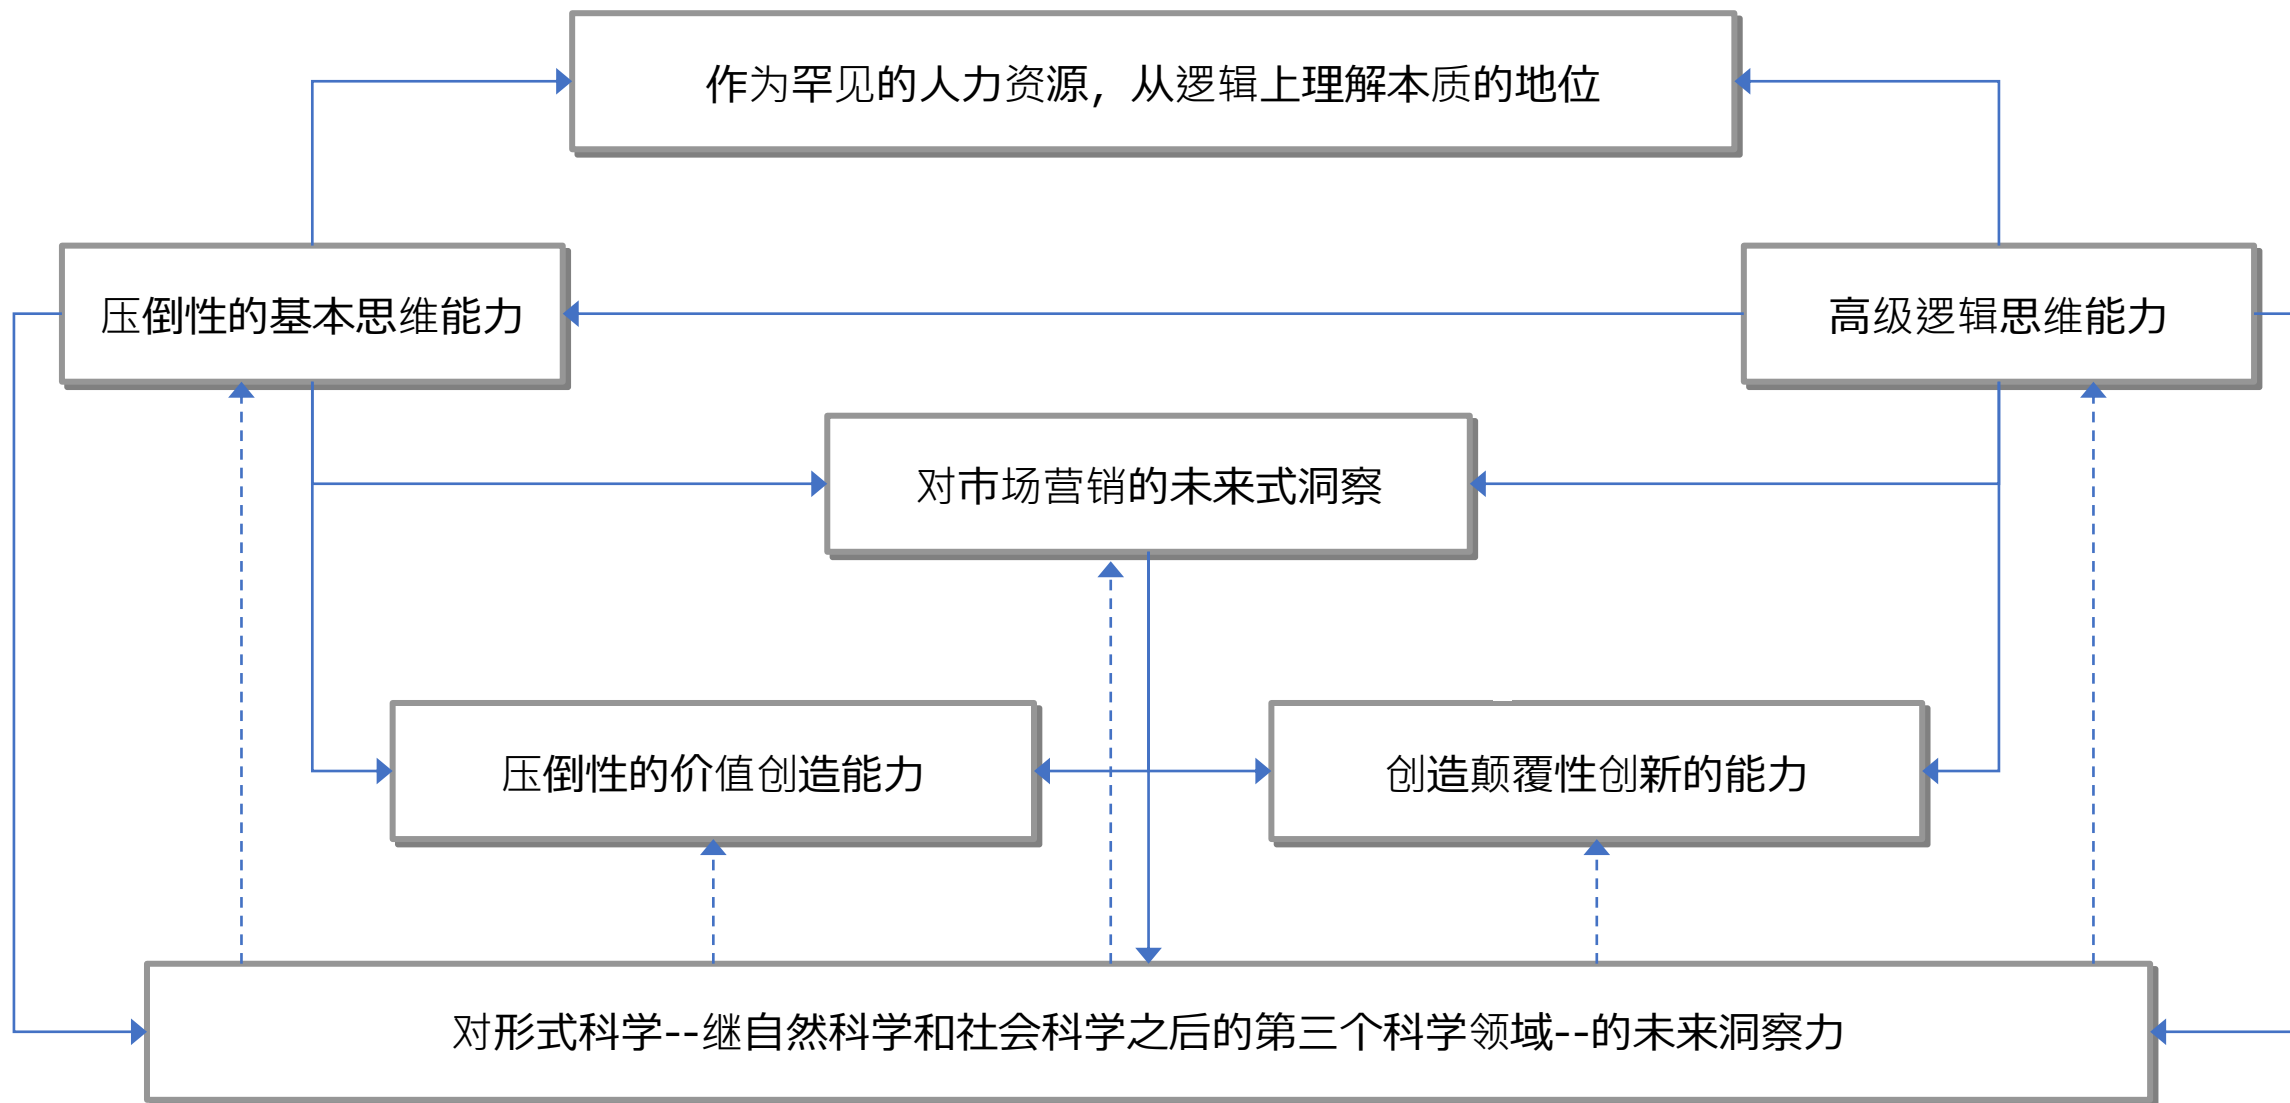 作为罕见的人力资源，从逻辑上理解本质的地位
压倒性的基本思维能力
高级逻辑思维能力
对市场营销的未来式洞察
压倒性的价值创造能力
创造颠覆性创新的能力
对形式科学--继自然科学和社会科学之后的第三个科学领域--的未来洞察力